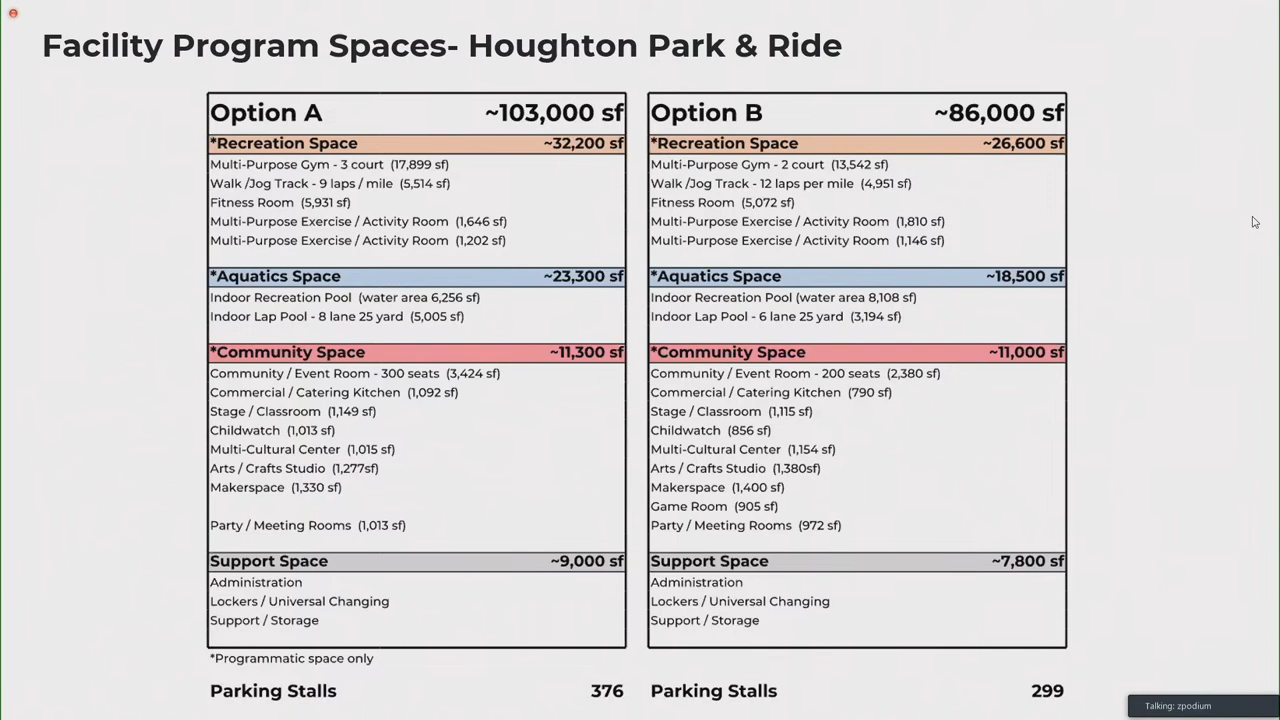 Facility Program Spaces- Houghton Park & Ride
Option A ~103,000 sf
*Recreation Space ~32,200 sf
Multi-Purpose Gym - 3 court (17,899 sf)
Walk /Jog Track - 9 laps / mile (5,514 sf)
Fitness Room (5,931 sf)
Multi-Purpose Exercise / Activity Room (1,646 sf)
Multi-Purpose Exercise / Activity Room (1,202 sf)
*Aquatics Space ~23,300 sf
Indoor Recreation Pool (water area 6,256 sf)
Indoor Lap Pool - 8 lane 25 yard (5,005 sf)
*Community Space ~11,300 sf
Community / Event Room - 300 seats (3,424 sf)
Commercial / Catering Kitchen (1,092 sf)
Stage / Classroom (1,149 sf)
Childwatch (1,013 sf)
Multi-Cultural Center (1,015 sf)
Arts / Crafts Studio (1,277sf)
Makerspace (1,330 sf)
Party / Meeting Rooms (1,013 sf)
Support Space ~9,000 sf
Administration
Lockers / Universal Changing
Support / Storage
*Programmatic space only
Parking Stalls 376
Option B ~86,000 sf
*Recreation Space ~26,600 sf
Multi-Purpose Gym - 2 court (13,542 sf)
Walk /Jog Track - 12 laps per mile (4,951 sf)
Fitness Room (5,072 sf)
Multi-Purpose Exercise / Activity Room (1,810 sf)
Multi-Purpose Exercise / Activity Room (1,146 sf)
*Aquatics Space ~18,500 sf
Indoor Recreation Pool (water area 8,108 sf)
Indoor Lap Pool - 6 lane 25 yard (3,194 sf)
*Community Space ~11,000 sf
Community / Event Room - 200 seats (2,380 sf)
Commercial / Catering Kitchen (790 sf)
Stage / Classroom (1,115 sf)
Childwatch (856 sf)
Multi-Cultural Center (1,154 sf)
Arts / Crafts Studio (1,380sf)
Makerspace (1,400 sf)
Game Room (905 sf)
Party / Meeting Rooms (972 sf)
Support Space ~7,800 sf
Administration
Lockers / Universal Changing
Support / Storage
Parking Stalls 299
Talking: zpodium